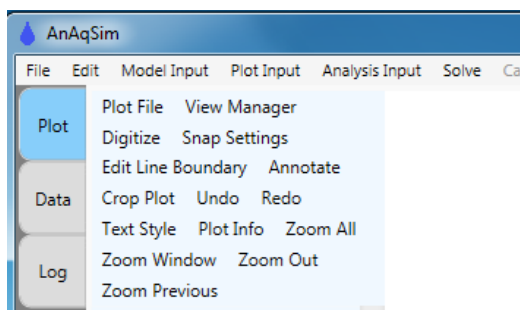 AnAqSim
File Edit Model Input Plot Input Analysis Input Solve
Plot
Plot File View Manager
Digitize Snap Settings
Edit Line Boundary Annotate
Data
Crop Plot Undo Redo
Text Style Plot Info Zoom All
Log
Zoom Window Zoom Out
Zoom Previous